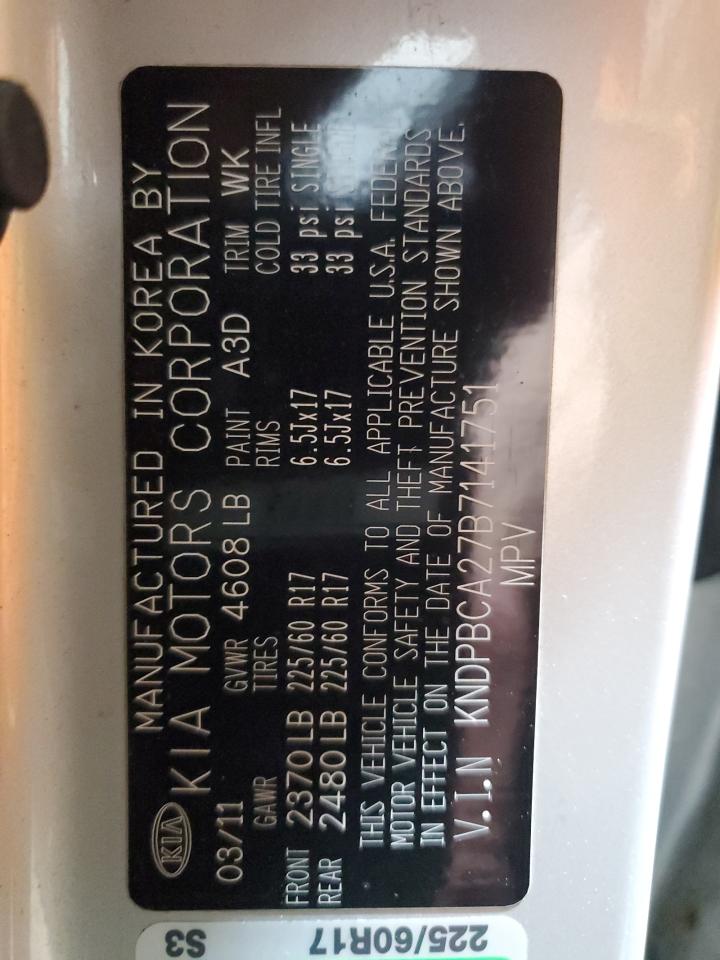 MANUFACTURED IN KOREA BY
KIA KIA MOTORS CORPORATION
03/11 GVWR 4608 LB PAINT A3D TRIM WK
GAWR TIRES RIMS COLD TIRE INFL
FRONT 2370 LB 225/60 R17 6.5Jx17 33 psi SINGLE
REAR 2480 LB 225/60 R17 6.5Jx17 33 psi
THIS VEHICLE CONFORMS TO ALL APPLICABLE U.S.A. FEDERAL
MOTOR VEHICLE SAFETY AND THEFT PREVENTION STANDARDS
IN EFFECT ON THE DATE OF MANUFACTURE SHOWN ABOVE.
V.I.N KNDPBCA27B7141751
MPV
225/60R17 S3